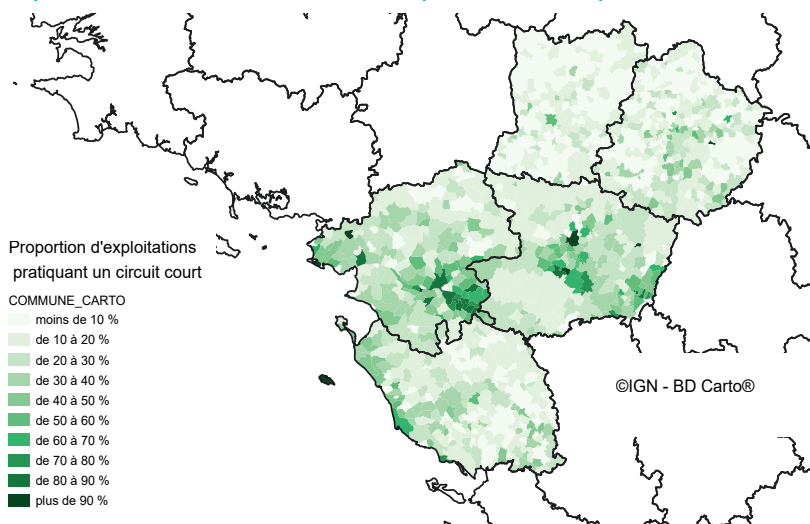 Proportion d'exploitations
pratiquant un circuit court
COMMUNE_CARTO
moins de 10 %
de 10 à 20 %
de 20 à 30 %
de 30 à 40 %
de 40 à 50 %
de 50 à 60 %
de 60 à 70 %
de 70 à 80 %
de 80 à 90 %
plus de 90 %
©IGN - BD Carto®